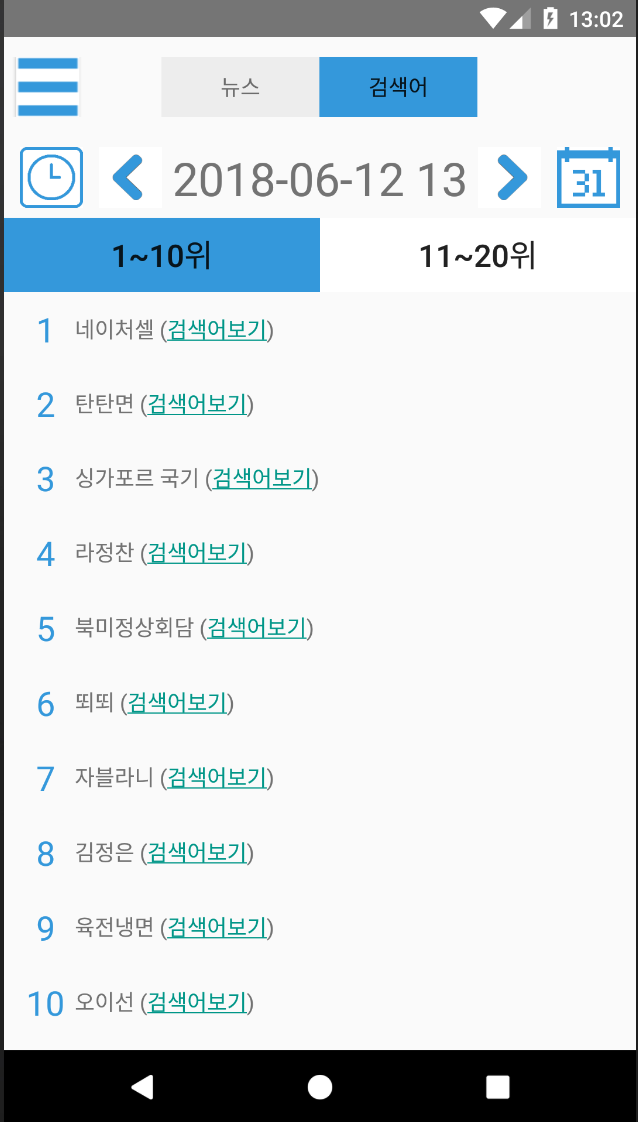 13:02
뉴스 검색어
2018-06-12 13 31
1~10위 11~20위
1 네이처셀 (검색어보기)
2 탄탄면 (검색어보기)
3 싱가포르 국기 (검색어보기)
4 라정찬 (검색어보기)
5 북미정상회담 (검색어보기)
6 뙤뙤 (검색어보기)
7 자블라니 (검색어보기)
8 김정은 (검색어보기)
9 육전냉면 (검색어보기)
10 오이선 (검색어보기)